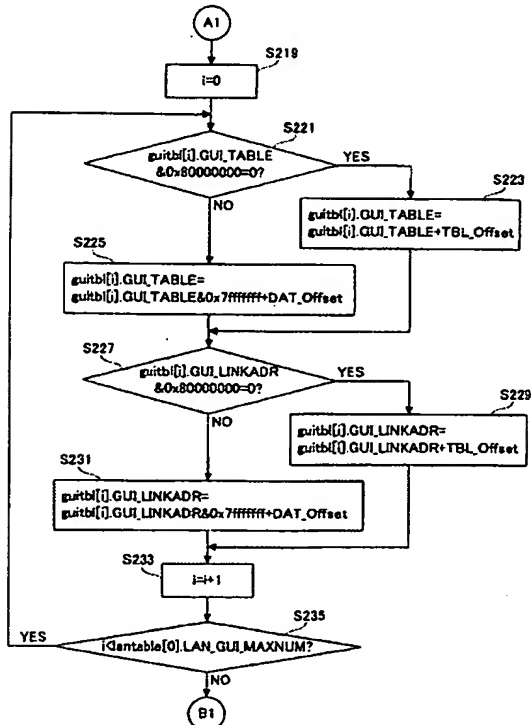 A1
S219
i=0
S221
guitbl[i].GUI_TABLE
&0x80000000=0?
YES
NO
S223
guitbl[i].GUI_TABLE=
guitbl[i].GUI_TABLE+TBL_Offset
S225
guitbl[i].GUI_TABLE=
guitbl[i].GUI_TABLE&0x7fffffff+DAT_Offset
S227
guitbl[i].GUI_LINKADR
&0x80000000=0?
YES
NO
S229
guitbl[i].GUI_LINKADR=
guitbl[i].GUI_LINKADR+TBL_Offset
S231
guitbl[i].GUI_LINKADR=
guitbl[i].GUI_LINKADR&0x7fffffff+DAT_Offset
S233
i=i+1
S235
YES
i<lantable[0].LAN_GUI_MAXNUM?
NO
B1